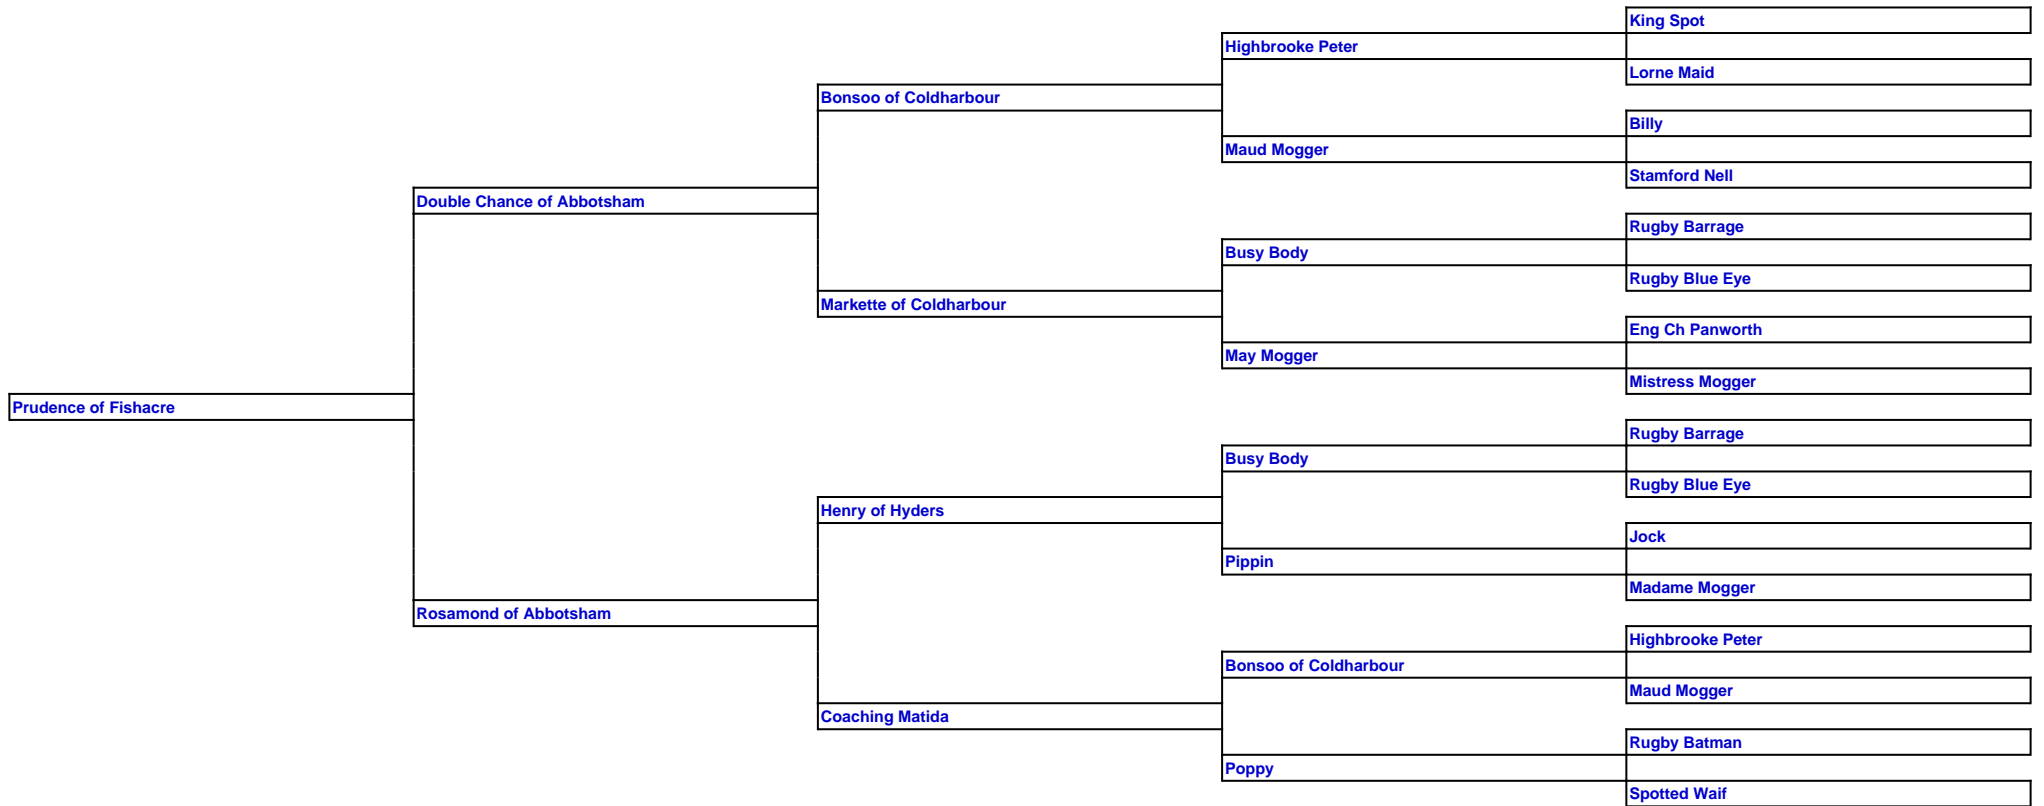 King Spot
Highbrooke Peter
Lorne Maid
Bonsoo of Coldharbour
Billy
Maud Mogger
Stamford Nell
Double Chance of Abbotsham
Rugby Barrage
Busy Body
Rugby Blue Eye
Markette of Coldharbour
Eng Ch Panworth
May Mogger
Mistress Mogger
Prudence of Fishacre
Rugby Barrage
Busy Body
Rugby Blue Eye
Henry of Hyders
Jock
Pippin
Madame Mogger
Rosamond of Abbotsham
Highbrooke Peter
Bonsoo of Coldharbour
Maud Mogger
Coaching Matida
Rugby Batman
Poppy
Spotted Waif